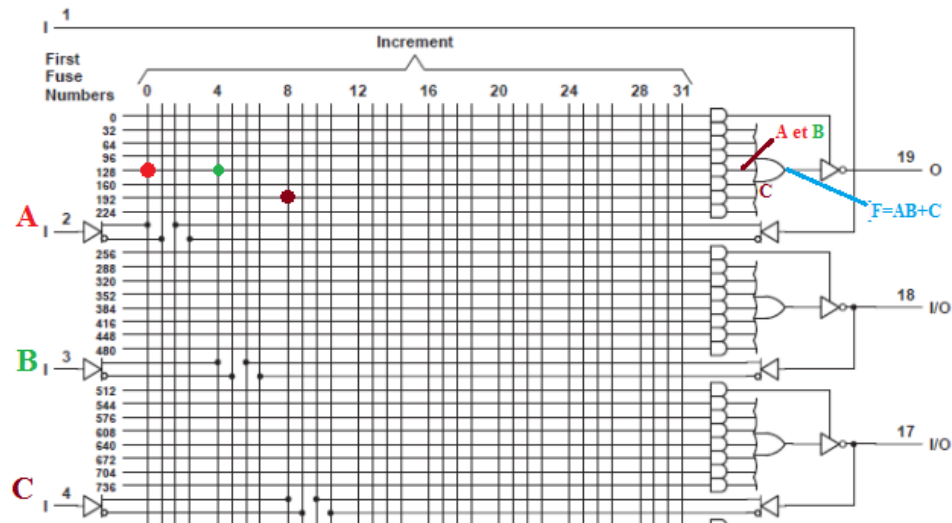 I 1
Increment
First
Fuse
Numbers
0 4 8 12 16 20 24 28 31
0
32
64
96
128
160
192
224
A et B
C
19
O
F=AB+C
A
I 2
256
288
320
352
384
416
448
480
18
I/O
B
I 3
512
544
576
608
640
672
704
736
17
I/O
C
I 4